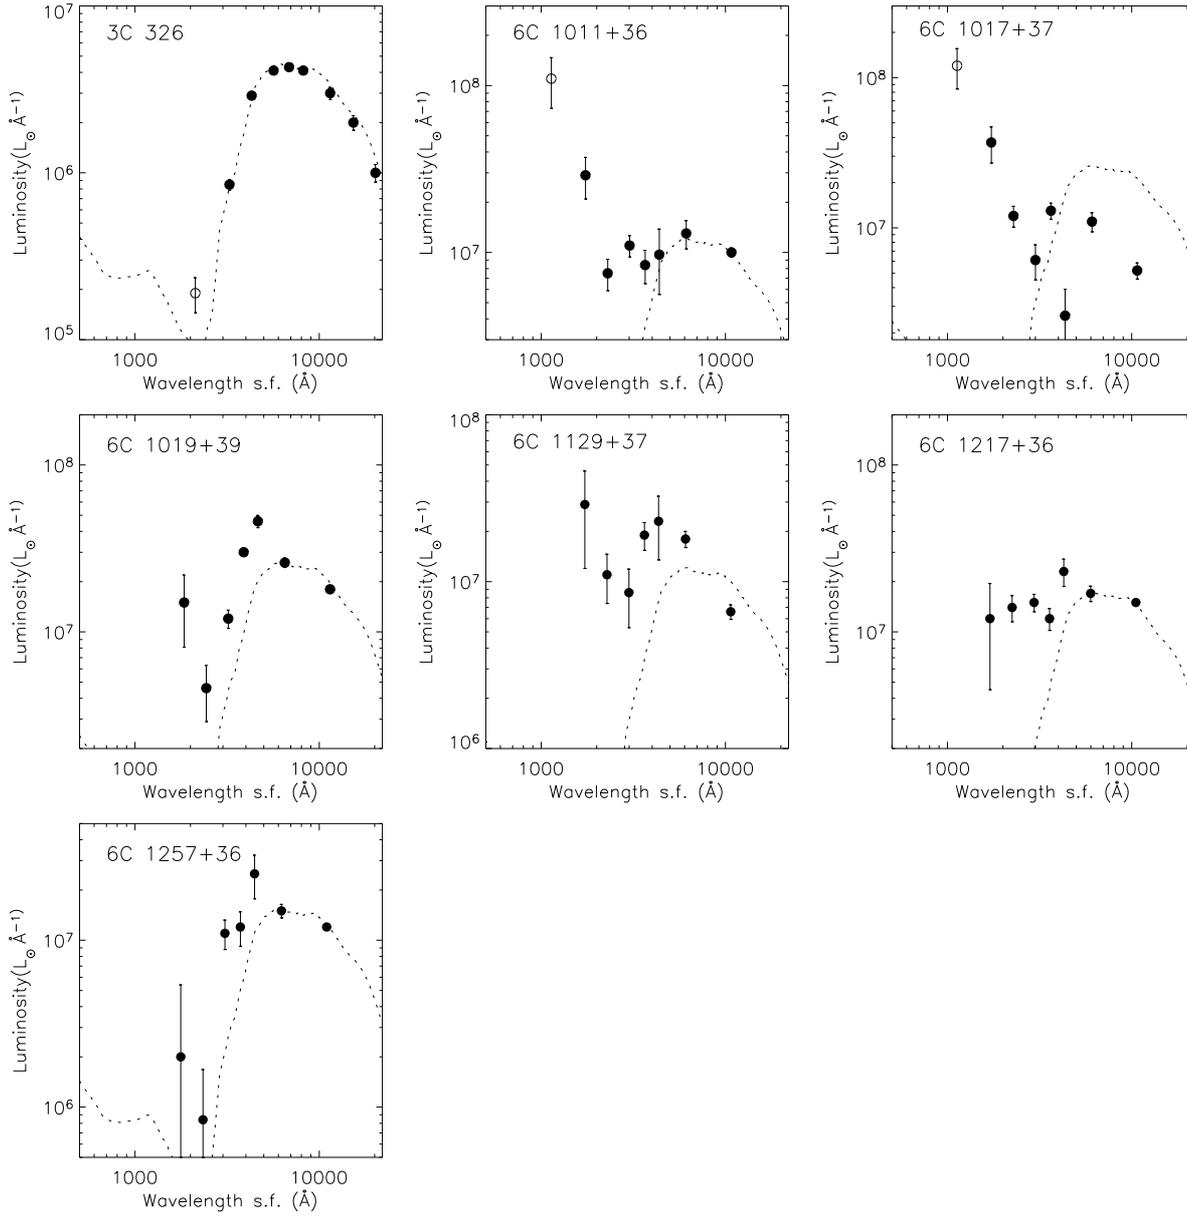 3C 326
10⁷
10⁶
10⁵
Luminosity(L☉ Å⁻¹)
1000 10000
Wavelength s.f. (Å)
6C 1011+36
10⁸
10⁷
Luminosity(L☉ Å⁻¹)
1000 10000
Wavelength s.f. (Å)
6C 1017+37
10⁸
10⁷
Luminosity(L☉ Å⁻¹)
1000 10000
Wavelength s.f. (Å)
6C 1019+39
10⁸
10⁷
Luminosity(L☉ Å⁻¹)
1000 10000
Wavelength s.f. (Å)
6C 1129+37
10⁸
10⁷
10⁶
Luminosity(L☉ Å⁻¹)
1000 10000
Wavelength s.f. (Å)
6C 1217+36
10⁸
10⁷
Luminosity(L☉ Å⁻¹)
1000 10000
Wavelength s.f. (Å)
6C 1257+36
10⁷
10⁶
Luminosity(L☉ Å⁻¹)
1000 10000
Wavelength s.f. (Å)